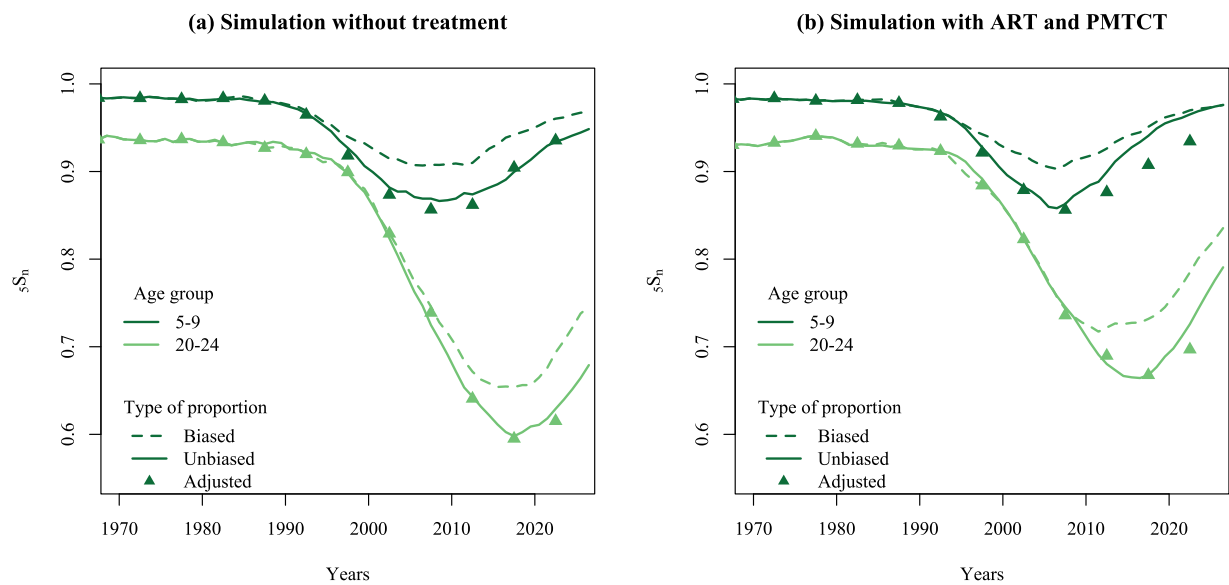 (a) Simulation without treatment
1.0
0.9
0.8
0.7
0.6
5Sn
Age group
5-9
20-24
Type of proportion
Biased
Unbiased
Adjusted
1970 1980 1990 2000 2010 2020
Years
(b) Simulation with ART and PMTCT
1.0
0.9
0.8
0.7
0.6
5Sn
Age group
5-9
20-24
Type of proportion
Biased
Unbiased
Adjusted
1970 1980 1990 2000 2010 2020
Years